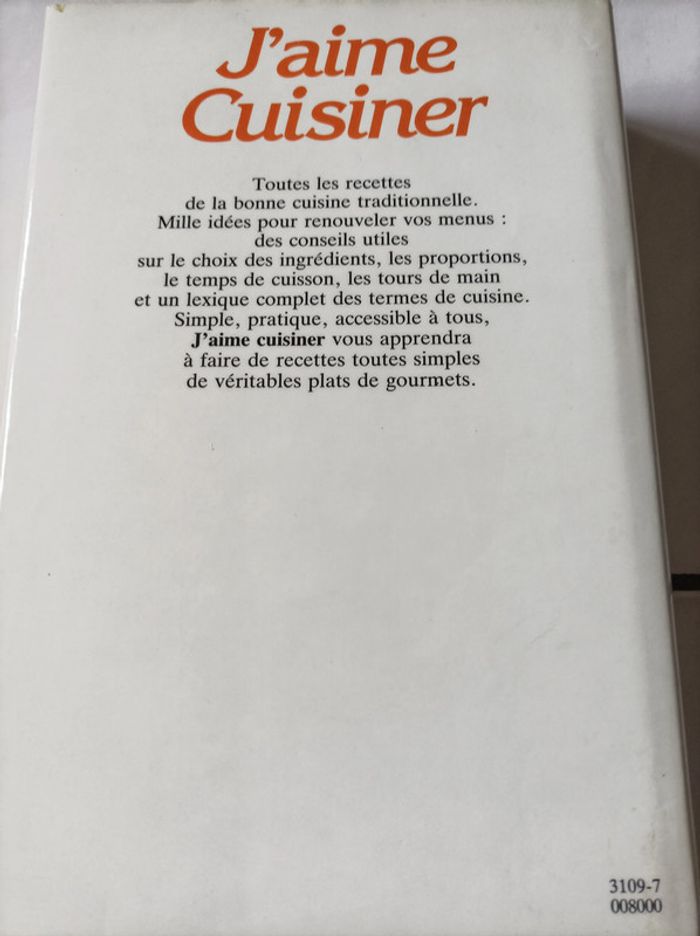 J'aime
Cuisiner
Toutes les recettes
de la bonne cuisine traditionnelle.
Mille idées pour renouveler vos menus :
des conseils utiles
sur le choix des ingrédients, les proportions,
le temps de cuisson, les tours de main
et un lexique complet des termes de cuisine.
Simple, pratique, accessible à tous,
J'aime cuisiner vous apprendra
à faire de recettes toutes simples
de véritables plats de gourmets.
3109-7
008000